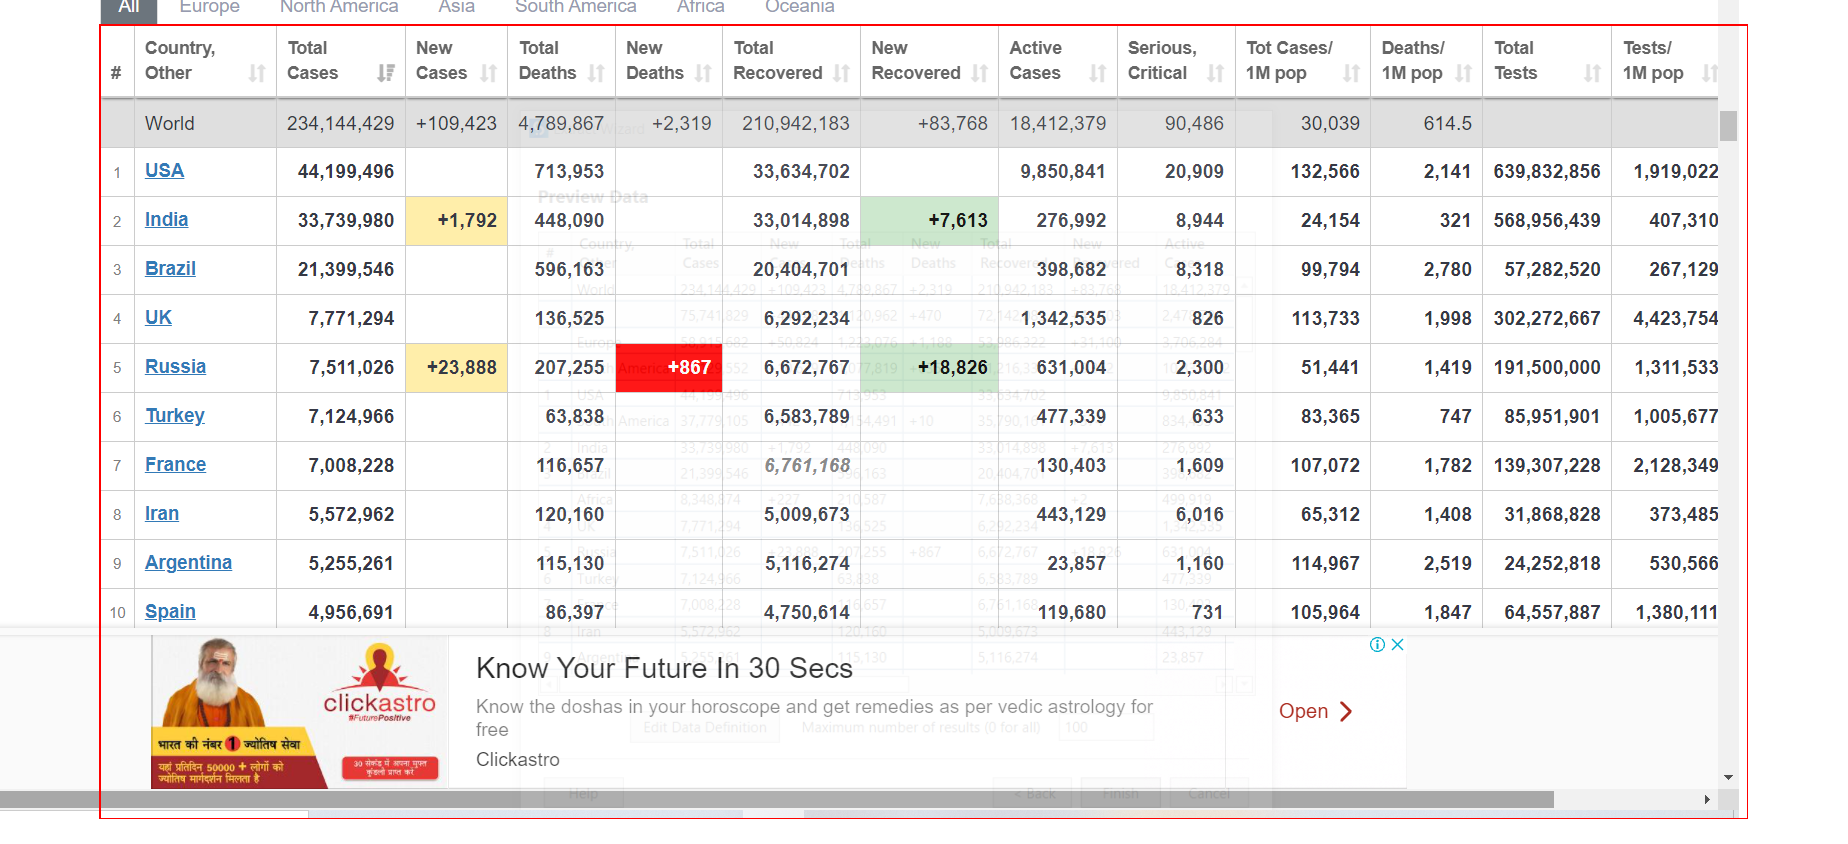 All Europe North America Asia South America Africa Oceania
# Country, Other Total Cases New Cases Total Deaths New Deaths Total Recovered New Recovered Active Cases Serious, Critical Tot Cases/ 1M pop Deaths/ 1M pop Total Tests Tests/ 1M pop
World 234,144,429 +109,423 4,789,867 +2,319 210,942,183 +83,768 18,412,379 90,486 30,039 614.5
1 USA 44,199,496 713,953 33,634,702 9,850,841 20,909 132,566 2,141 639,832,856 1,919,022
2 India 33,739,980 +1,792 448,090 33,014,898 +7,613 276,992 8,944 24,154 321 568,956,439 407,310
3 Brazil 21,399,546 596,163 20,404,701 398,682 8,318 99,794 2,780 57,282,520 267,129
4 UK 7,771,294 136,525 6,292,234 1,342,535 826 113,733 1,998 302,272,667 4,423,754
5 Russia 7,511,026 +23,888 207,255 +867 6,672,767 +18,826 631,004 2,300 51,441 1,419 191,500,000 1,311,533
6 Turkey 7,124,966 63,838 6,583,789 477,339 633 83,365 747 85,951,901 1,005,677
7 France 7,008,228 116,657 6,761,168 130,403 1,609 107,072 1,782 139,307,228 2,128,349
8 Iran 5,572,962 120,160 5,009,673 443,129 6,016 65,312 1,408 31,868,828 373,485
9 Argentina 5,255,261 115,130 5,116,274 23,857 1,160 114,967 2,519 24,252,818 530,566
10 Spain 4,956,691 86,397 4,750,614 119,680 731 105,964 1,847 64,557,887 1,380,111
Preview Data
Edit Data Definition Maximum number of results (0 for all) 100
Help < Back Finish Cancel
clickastro
#FuturePositive
भारत की नंबर 1 ज्योतिष सेवा
यहां प्रतिदिन 50000 + लोगों को
ज्योतिष मार्गदर्शन मिलता है
30 सेकंड में अपना मुफ्त
कुंडली प्राप्त करें
Know Your Future In 30 Secs
Know the doshas in your horoscope and get remedies as per vedic astrology for
free
Clickastro
Open